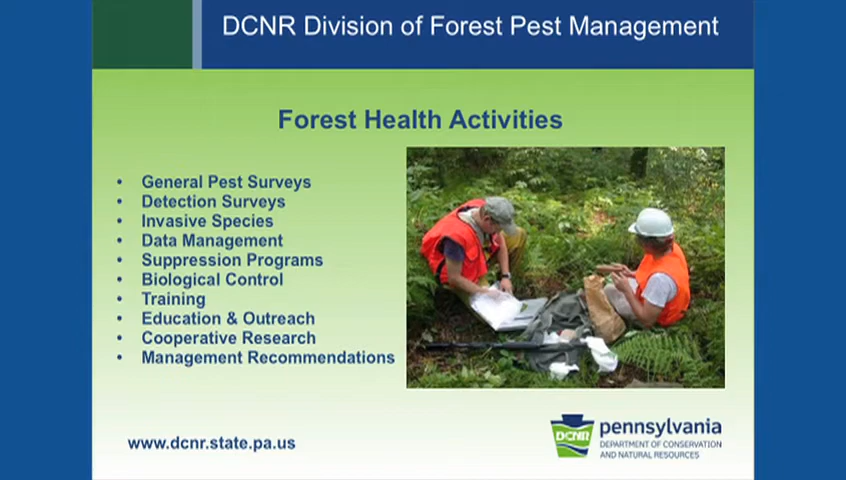 DCNR Division of Forest Pest Management
Forest Health Activities
• General Pest Surveys
• Detection Surveys
• Invasive Species
• Data Management
• Suppression Programs
• Biological Control
• Training
• Education & Outreach
• Cooperative Research
• Management Recommendations
www.dcnr.state.pa.us
DCNR
pennsylvania
DEPARTMENT OF CONSERVATION
AND NATURAL RESOURCES